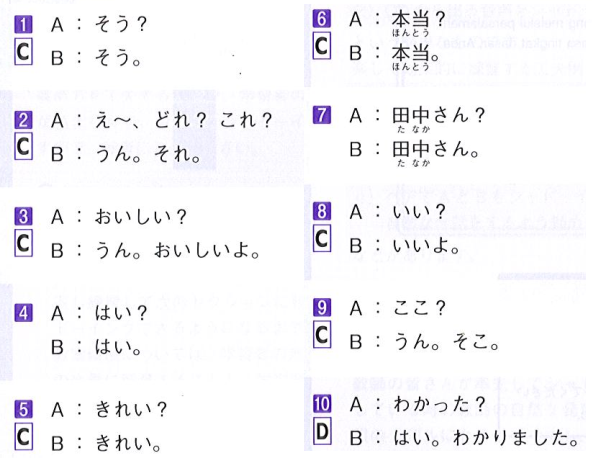 1 A：そう？
C B：そう。
2 A：え〜、どれ？ これ？
C B：うん。それ。
3 A：おいしい？
C B：うん。おいしいよ。
4 A：はい？
B：はい。
5 A：きれい？
C B：きれい。
6 A：本当？
ほんとう
C B：本当。
ほんとう
7 A：田中さん？
た なか
B：田中さん。
た なか
8 A：いい？
C B：いいよ。
9 A：ここ？
C B：うん。そこ。
10 A：わかった？
D B：はい。わかりました。